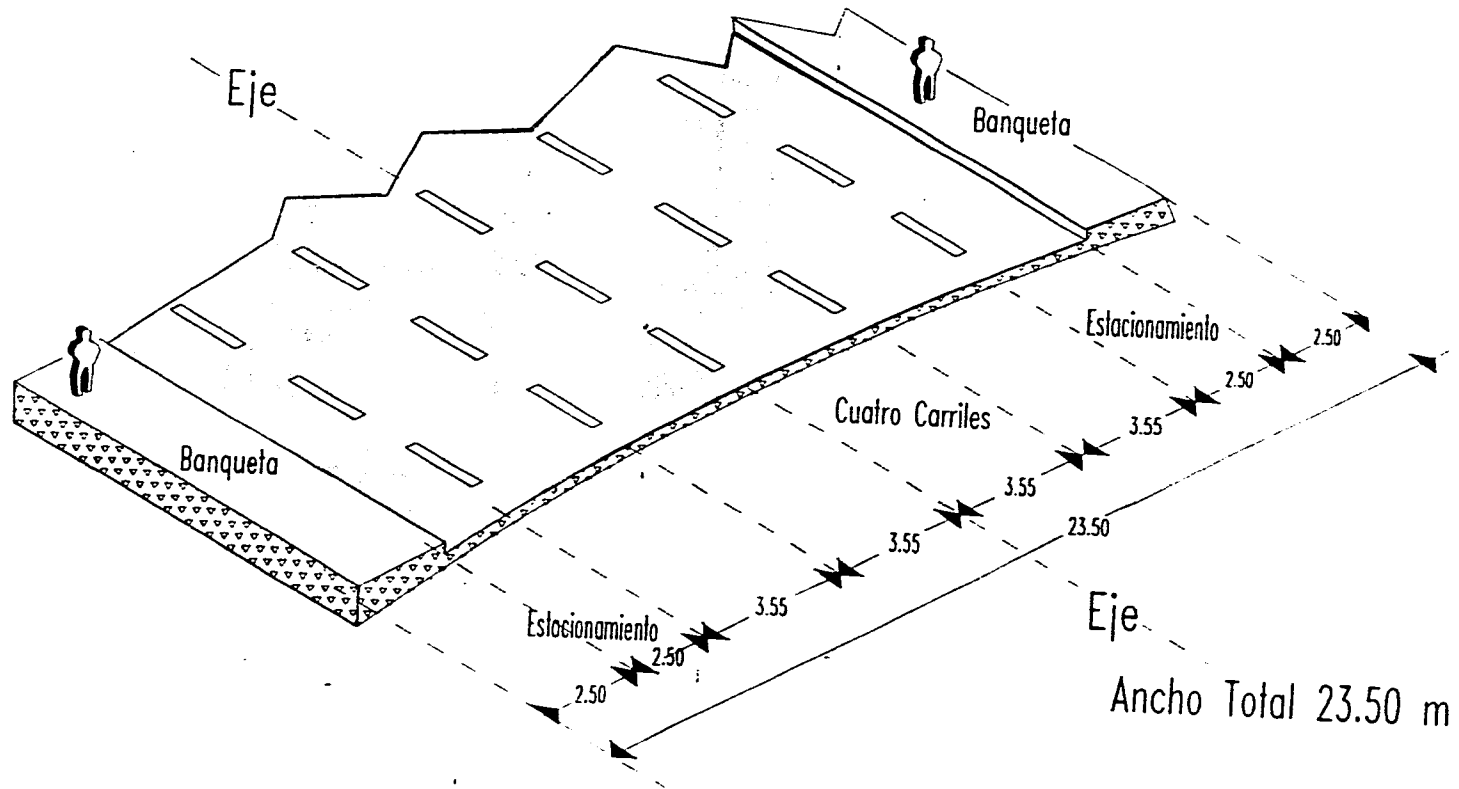 Eje
Banqueta
Estacionamiento
2.50
2.50
Cuatro Carriles
3.55
3.55
23.50
3.55
Banqueta
3.55
Eje
Estacionamiento
2.50
2.50
Ancho Total 23.50 m